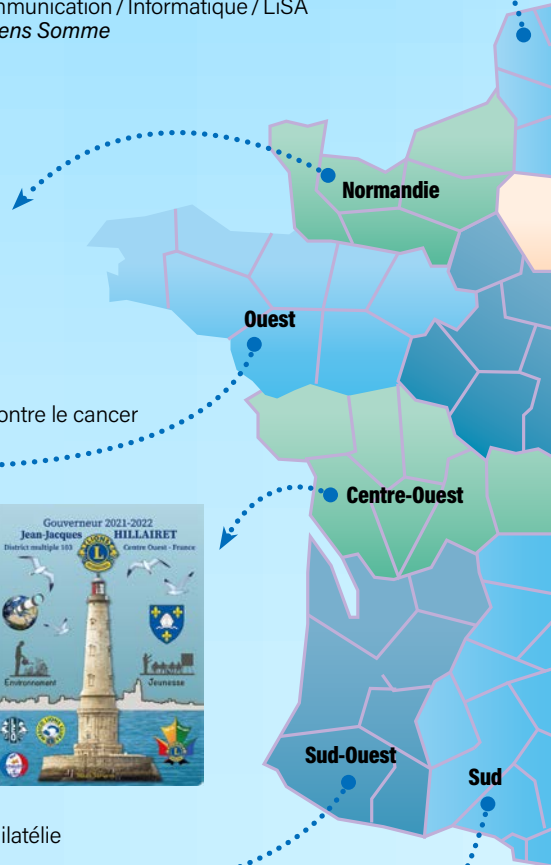 mmunication / Informatique / LiSA
ens Somme
Normandie
Ouest
ontre le cancer
Centre-Ouest
Gouverneur 2021-2022
Jean-Jacques HILLAIRET
District multiple 103 Centre Ouest - France
L
Environnement
Jeunesse
Sud-Ouest
Sud
ilatélie